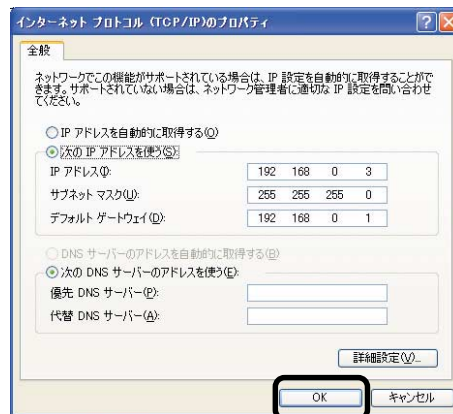 インターネット プロトコル (TCP/IP)のプロパティ
全般
ネットワークでこの機能がサポートされている場合は、IP 設定を自動的に取得することがで
きます。サポートされていない場合は、ネットワーク管理者に適切な IP 設定を問い合わせ
てください。
IP アドレスを自動的に取得する(O)
次の IP アドレスを使う(S):
IP アドレス(I): 192 168 0 3
サブネット マスク(U): 255 255 255 0
デフォルト ゲートウェイ(D): 192 168 0 1
DNS サーバーのアドレスを自動的に取得する(B)
次の DNS サーバーのアドレスを使う(E):
優先 DNS サーバー(P):
代替 DNS サーバー(A):
詳細設定(V)...
OK キャンセル